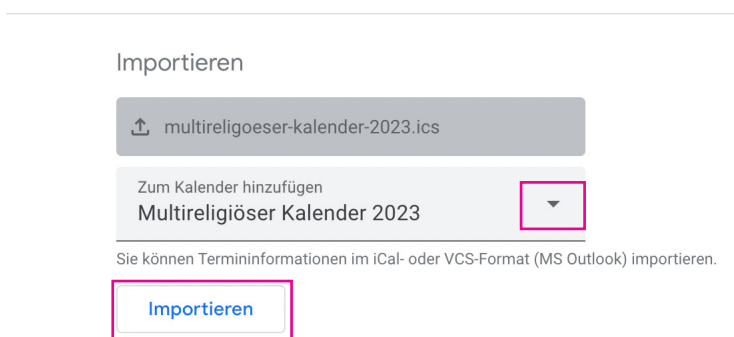 Importieren
multireligoeser-kalender-2023.ics
Zum Kalender hinzufügen
Multireligiöser Kalender 2023
Sie können Termininformationen im iCal- oder VCS-Format (MS Outlook) importieren.
Importieren